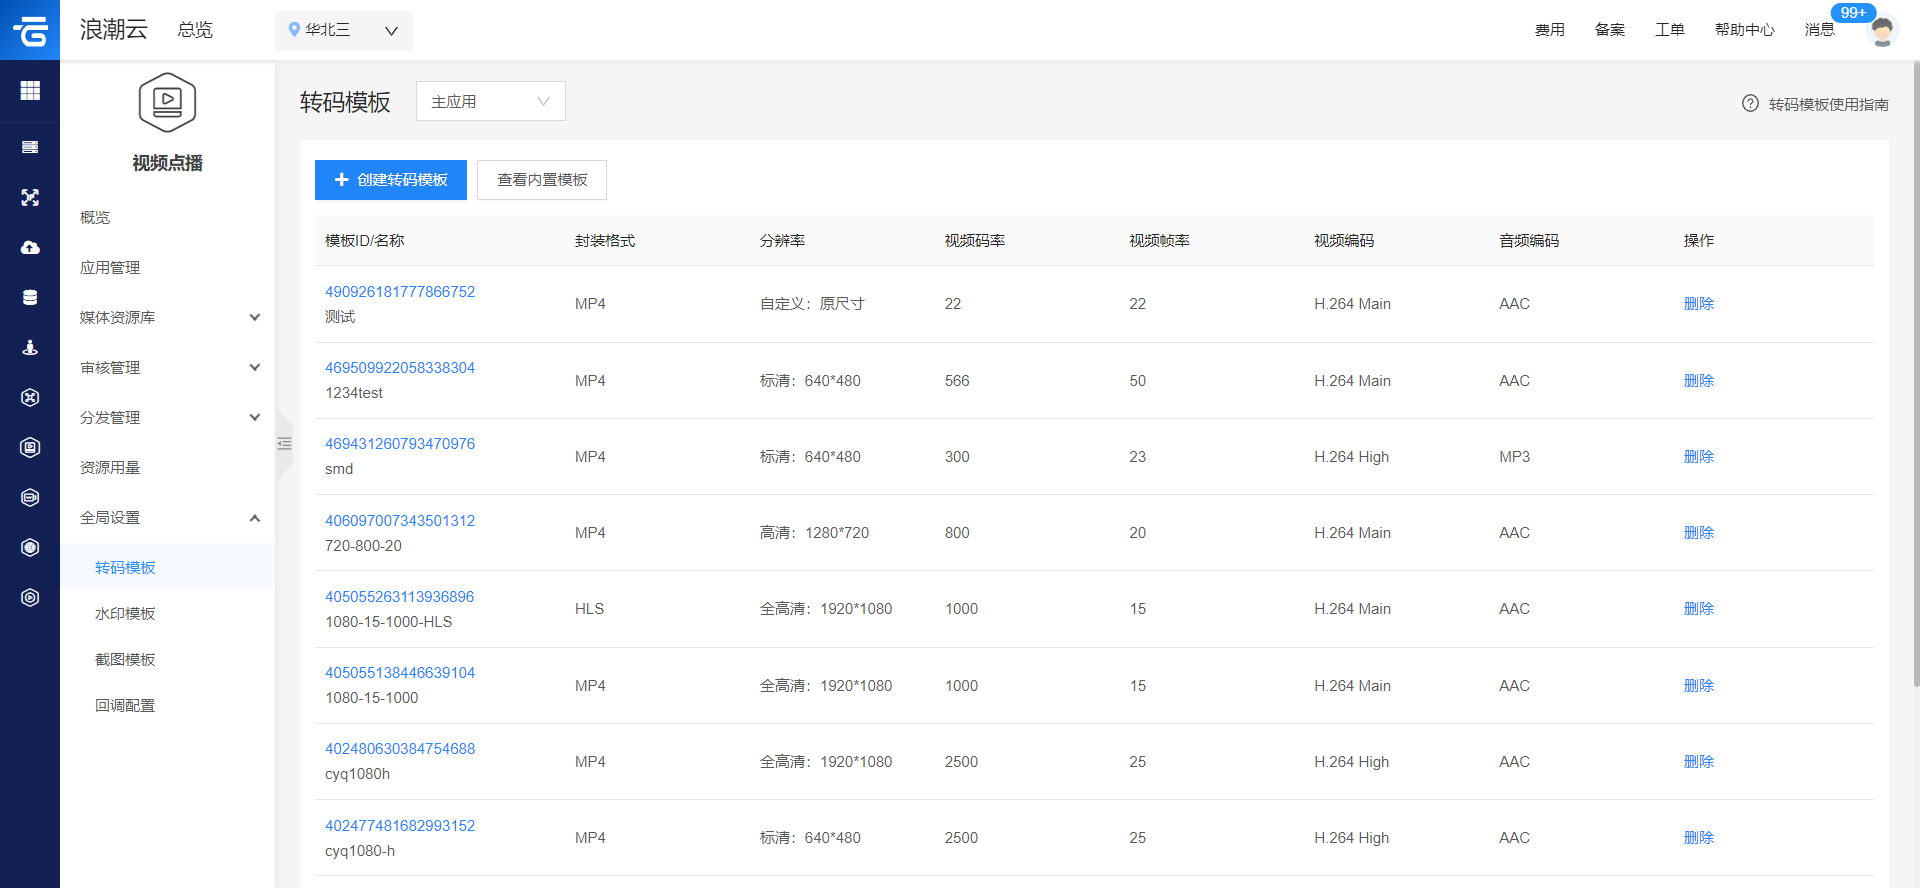 浪潮云 总览 华北三 费用 备案 工单 帮助中心 消息 99+
视频点播
概览
应用管理
媒体资源库
审核管理
分发管理
资源用量
全局设置
转码模板
水印模板
截图模板
回调配置
转码模板 主应用 转码模板使用指南
创建转码模板 查看内置模板
模板ID/名称 封装格式 分辨率 视频码率 视频帧率 视频编码 音频编码 操作
490926181777866752
测试 MP4 自定义：原尺寸 22 22 H.264 Main AAC 删除
469509922058338304
1234test MP4 标清：640*480 566 50 H.264 Main AAC 删除
469431260793470976
smd MP4 标清：640*480 300 23 H.264 High MP3 删除
406097007343501312
720-800-20 MP4 高清：1280*720 800 20 H.264 Main AAC 删除
405055263113936896
1080-15-1000-HLS HLS 全高清：1920*1080 1000 15 H.264 Main AAC 删除
405055138446639104
1080-15-1000 MP4 全高清：1920*1080 1000 15 H.264 Main AAC 删除
402480630384754688
cyq1080h MP4 全高清：1920*1080 2500 25 H.264 High AAC 删除
402477481682993152
cyq1080-h MP4 标清：640*480 2500 25 H.264 High AAC 删除